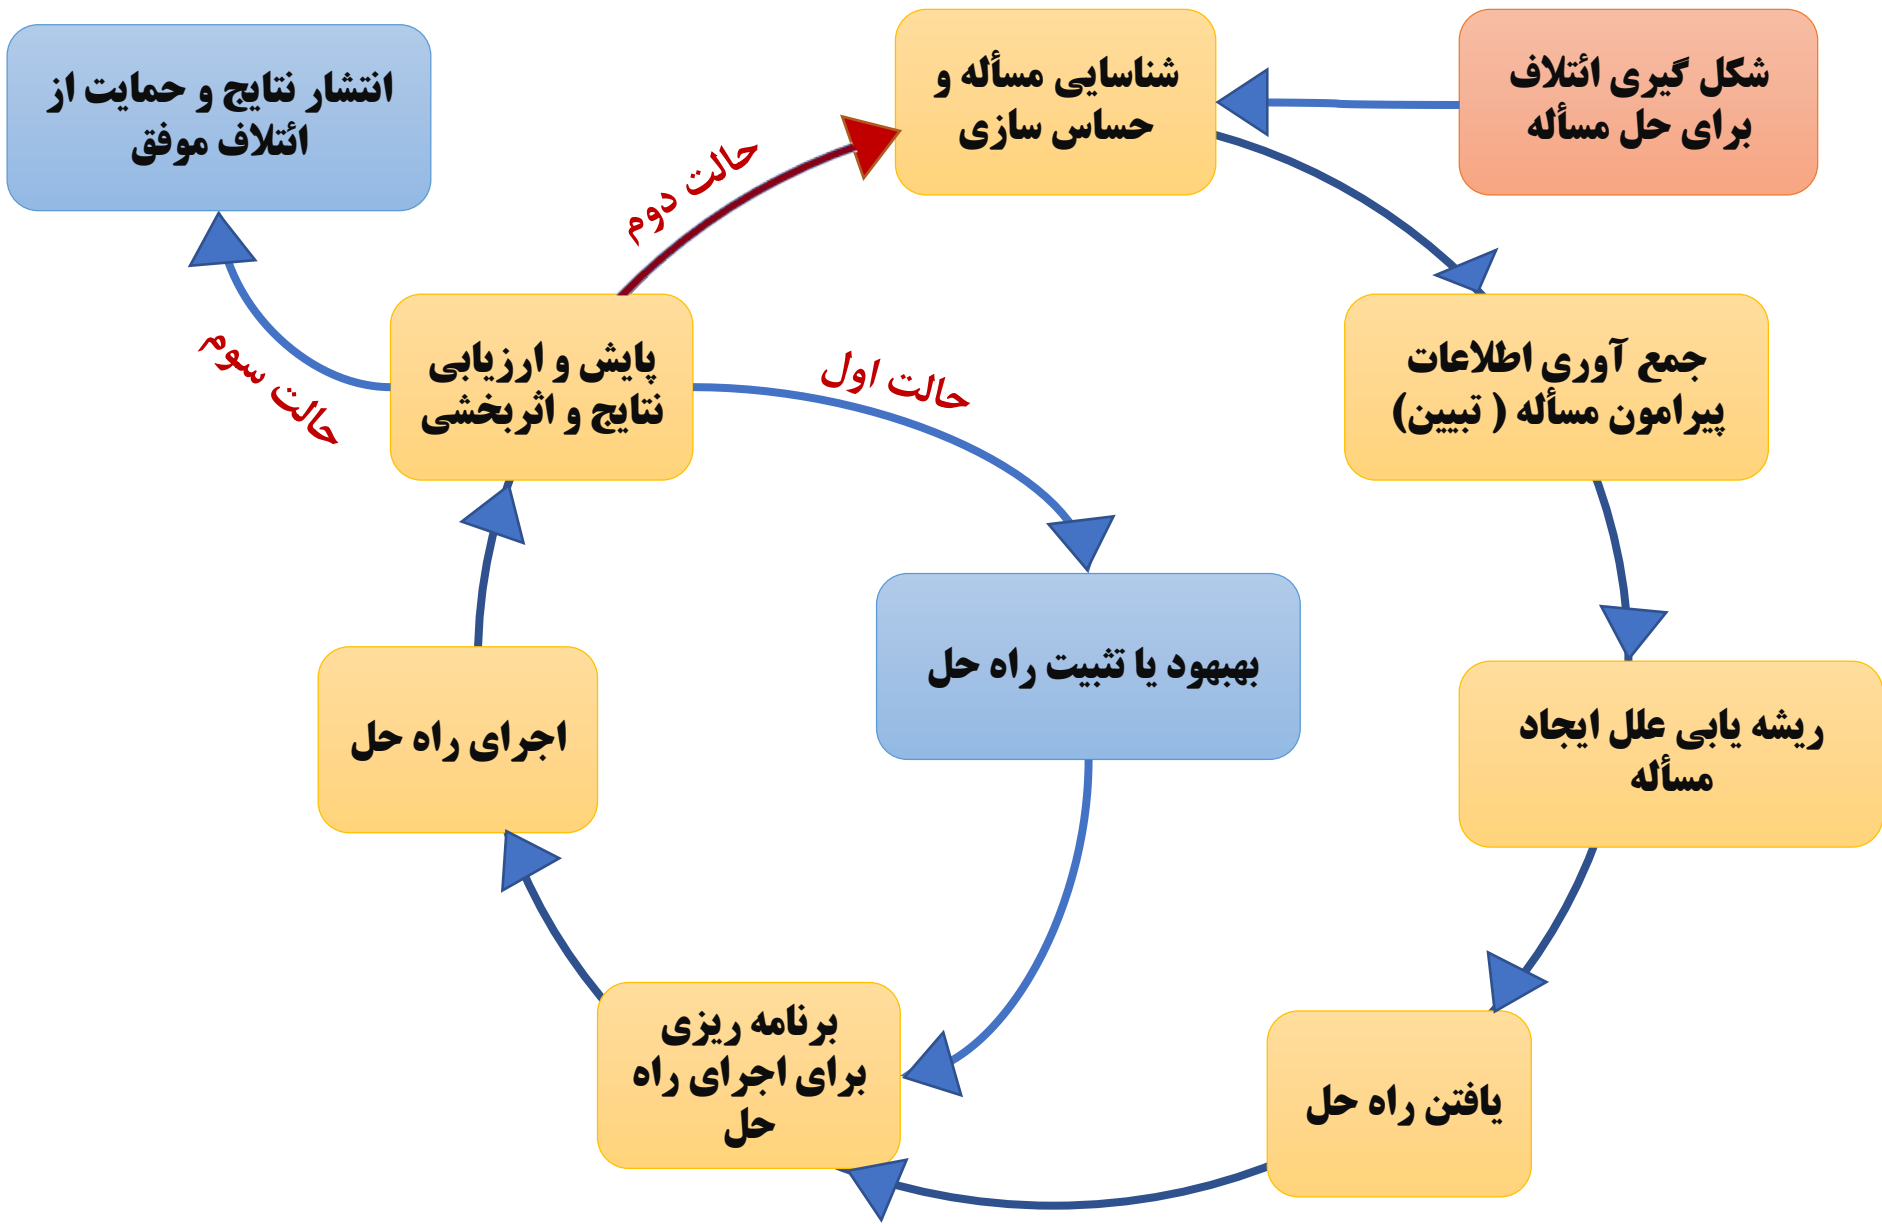 شکل گیری ائتلاف
برای حل مسأله
شناسایی مسأله و
حساس سازی
انتشار نتایج و حمایت از
ائتلاف موفق
حالت دوم
جمع آوری اطلاعات
پیرامون مسأله ( تبیین)
حالت اول
پایش و ارزیابی
نتایج و اثربخشی
حالت سوم
ریشه یابی علل ایجاد
مسأله
بهبهود یا تثبیت راه حل
اجرای راه حل
یافتن راه حل
برنامه ریزی
برای اجرای راه
حل